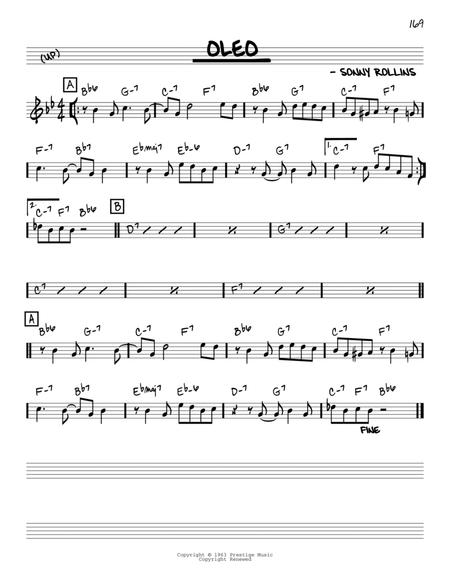 169
(UP)
OLEO
- SONNY ROLLINS
A
Bb6 G-7 C-7 F7 Bb6 G7 C-7 F7
4
4
1.
F-7 Bb7 Ebmaj7 Eb-6 D-7 G7 C-7 F7
2.
C-7 F7 Bb6
B
D7 G7
C7 F7
A
Bb6 G-7 C-7 F7 Bb6 G7 C-7 F7
F-7 Bb7 Ebmaj7 Eb-6 D-7 G7 C-7 F7 Bb6
FINE
Copyright © 1963 Prestige Music
Copyright Renewed